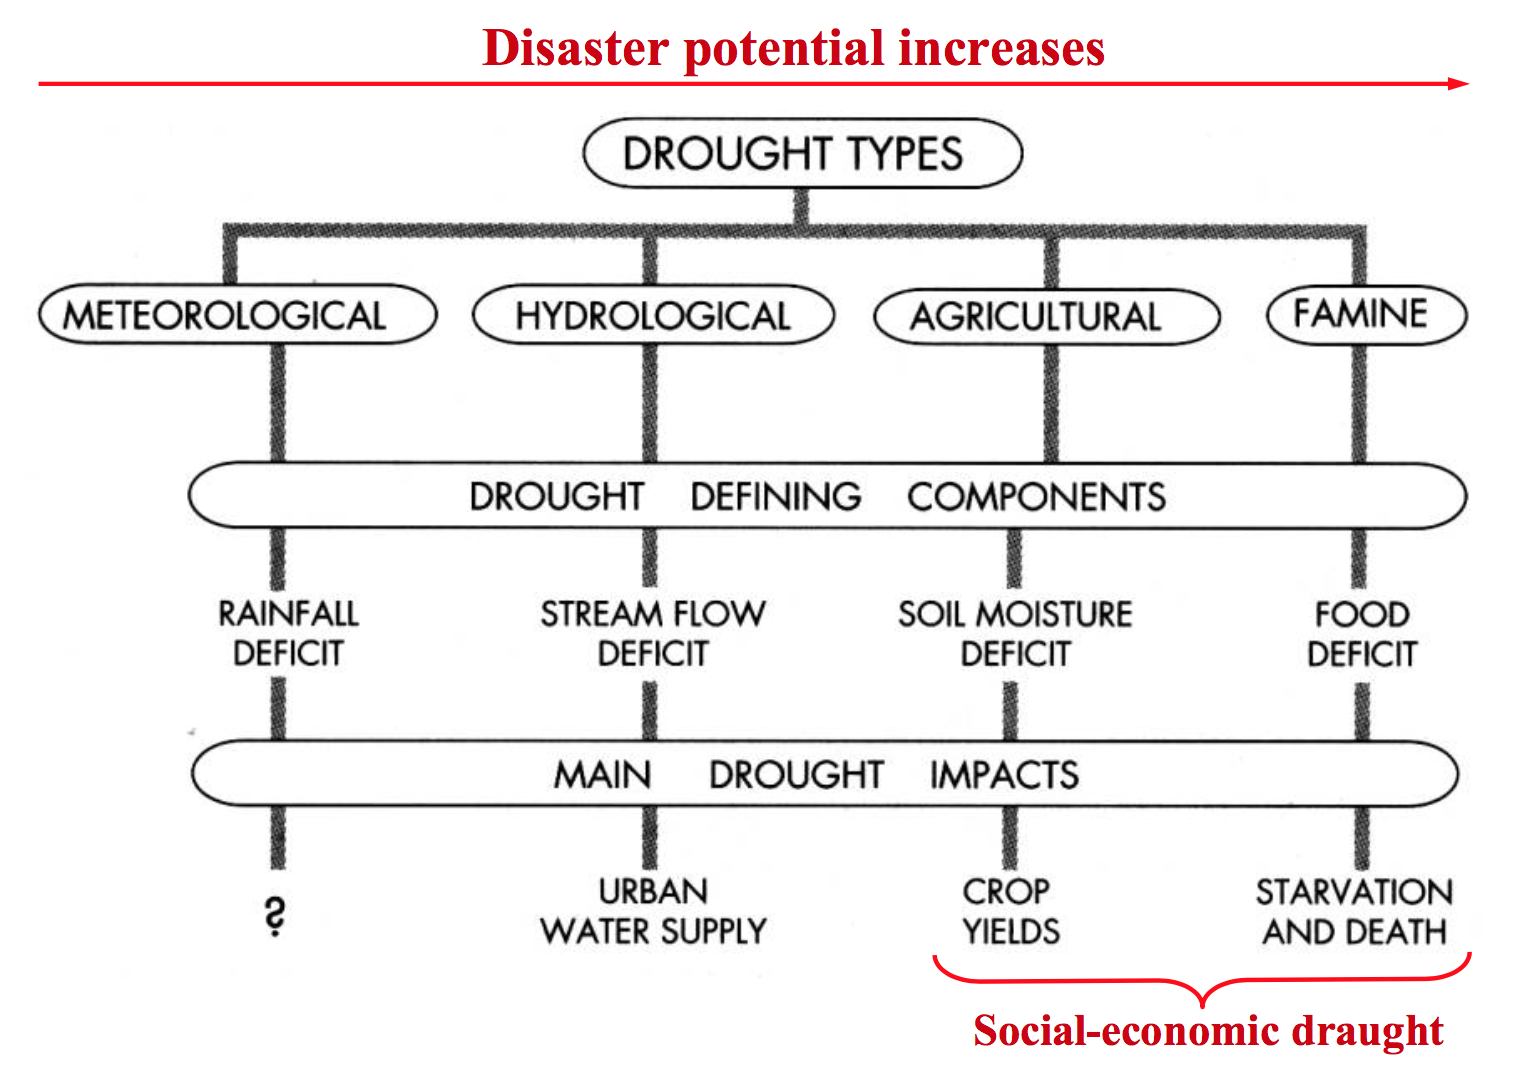 Disaster potential increases
DROUGHT TYPES
METEOROLOGICAL HYDROLOGICAL AGRICULTURAL FAMINE
DROUGHT DEFINING COMPONENTS
RAINFALL STREAM FLOW SOIL MOISTURE FOOD
DEFICIT DEFICIT DEFICIT DEFICIT
MAIN DROUGHT IMPACTS
? URBAN CROP STARVATION
WATER SUPPLY YIELDS AND DEATH
Social-economic draught